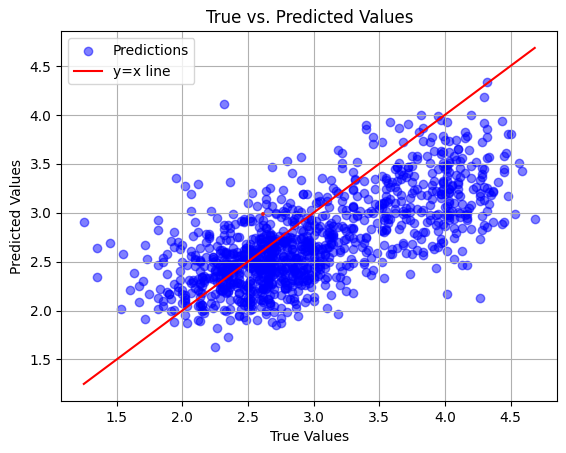 True vs. Predicted Values
Predictions
y=x line
4.5
4.0
3.5
3.0
2.5
2.0
1.5
Predicted Values
1.5 2.0 2.5 3.0 3.5 4.0 4.5
True Values